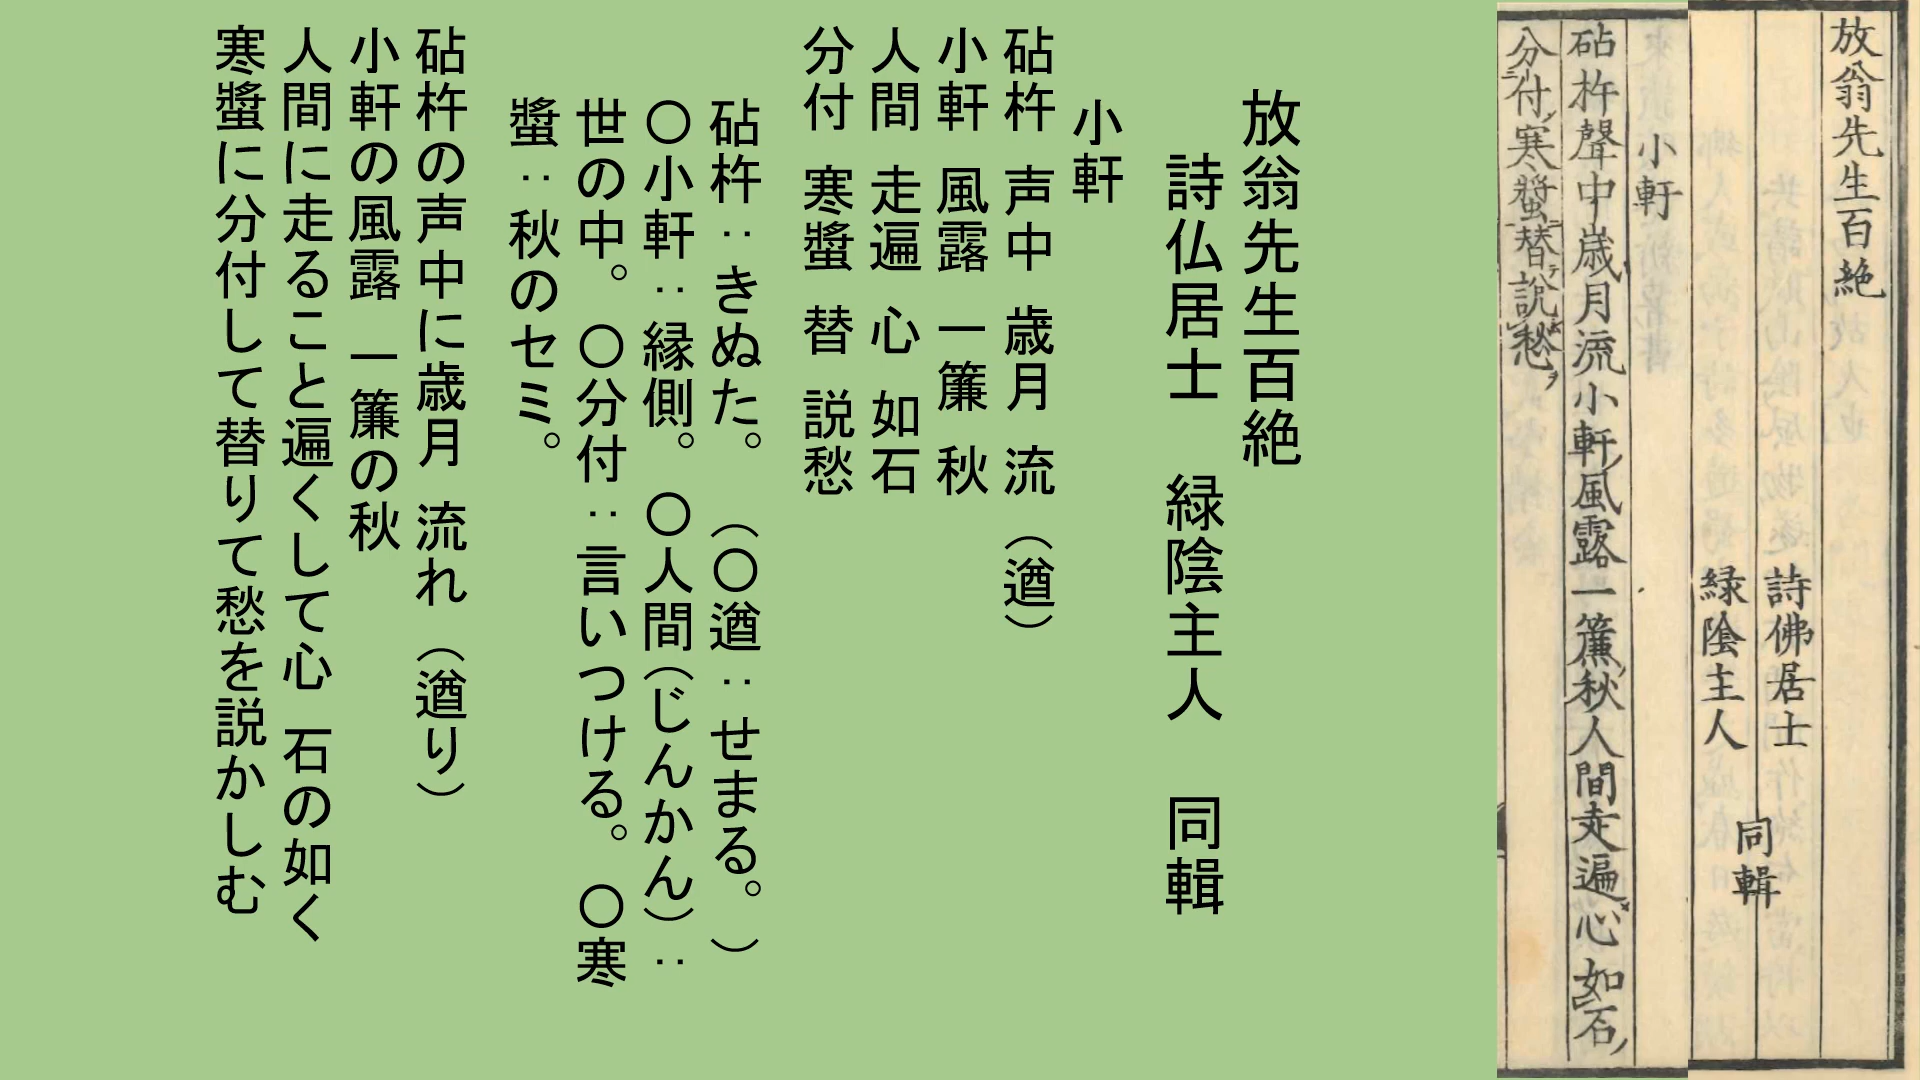 放翁先生百絶
詩佛居士
緑陰主人
同輯
小軒
砧杵聲中歳月流小軒風露一簾秋人間走遍心如石
分付寒螿替說愁
放翁先生百絶
詩仏居士　緑陰主人　同輯
小軒
砧杵 声中 歳月 流（遒）
小軒 風露 一簾 秋
人間 走遍 心 如石
分付 寒螿 替 説愁
砧杵：きぬた。　（〇遒：せまる。）
〇小軒：縁側。　〇人間（じんかん）：
世の中。　〇分付：言いつける。　〇寒
螿：秋のセミ。
砧杵の声中に歳月 流れ（遒り）
小軒の風露 一簾の秋
人間に走ること遍くして心 石の如く
寒螿に分付して替りて愁を説かしむ